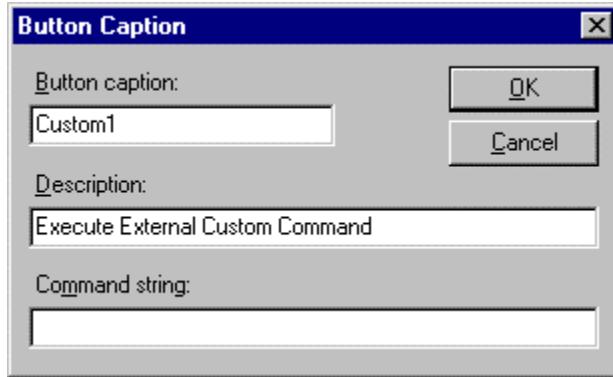 Button Caption
Button caption:
OK
Custom1
Cancel
Description:
Execute External Custom Command
Command string: